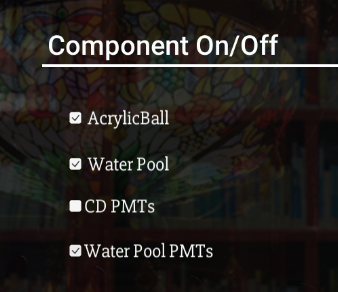 Component On/Off
AcrylicBall
Water Pool
CD PMTs
Water Pool PMTs